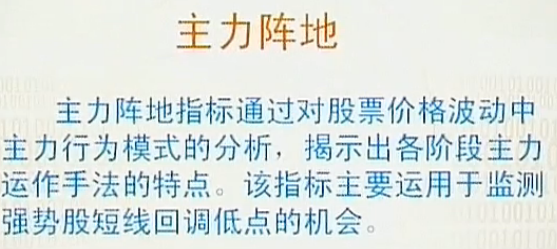 主力阵地
主力阵地指标通过对股票价格波动中
主力行为模式的分析，揭示出各阶段主力
运作手法的特点。该指标主要运用于监测
强势股短线回调低点的机会。